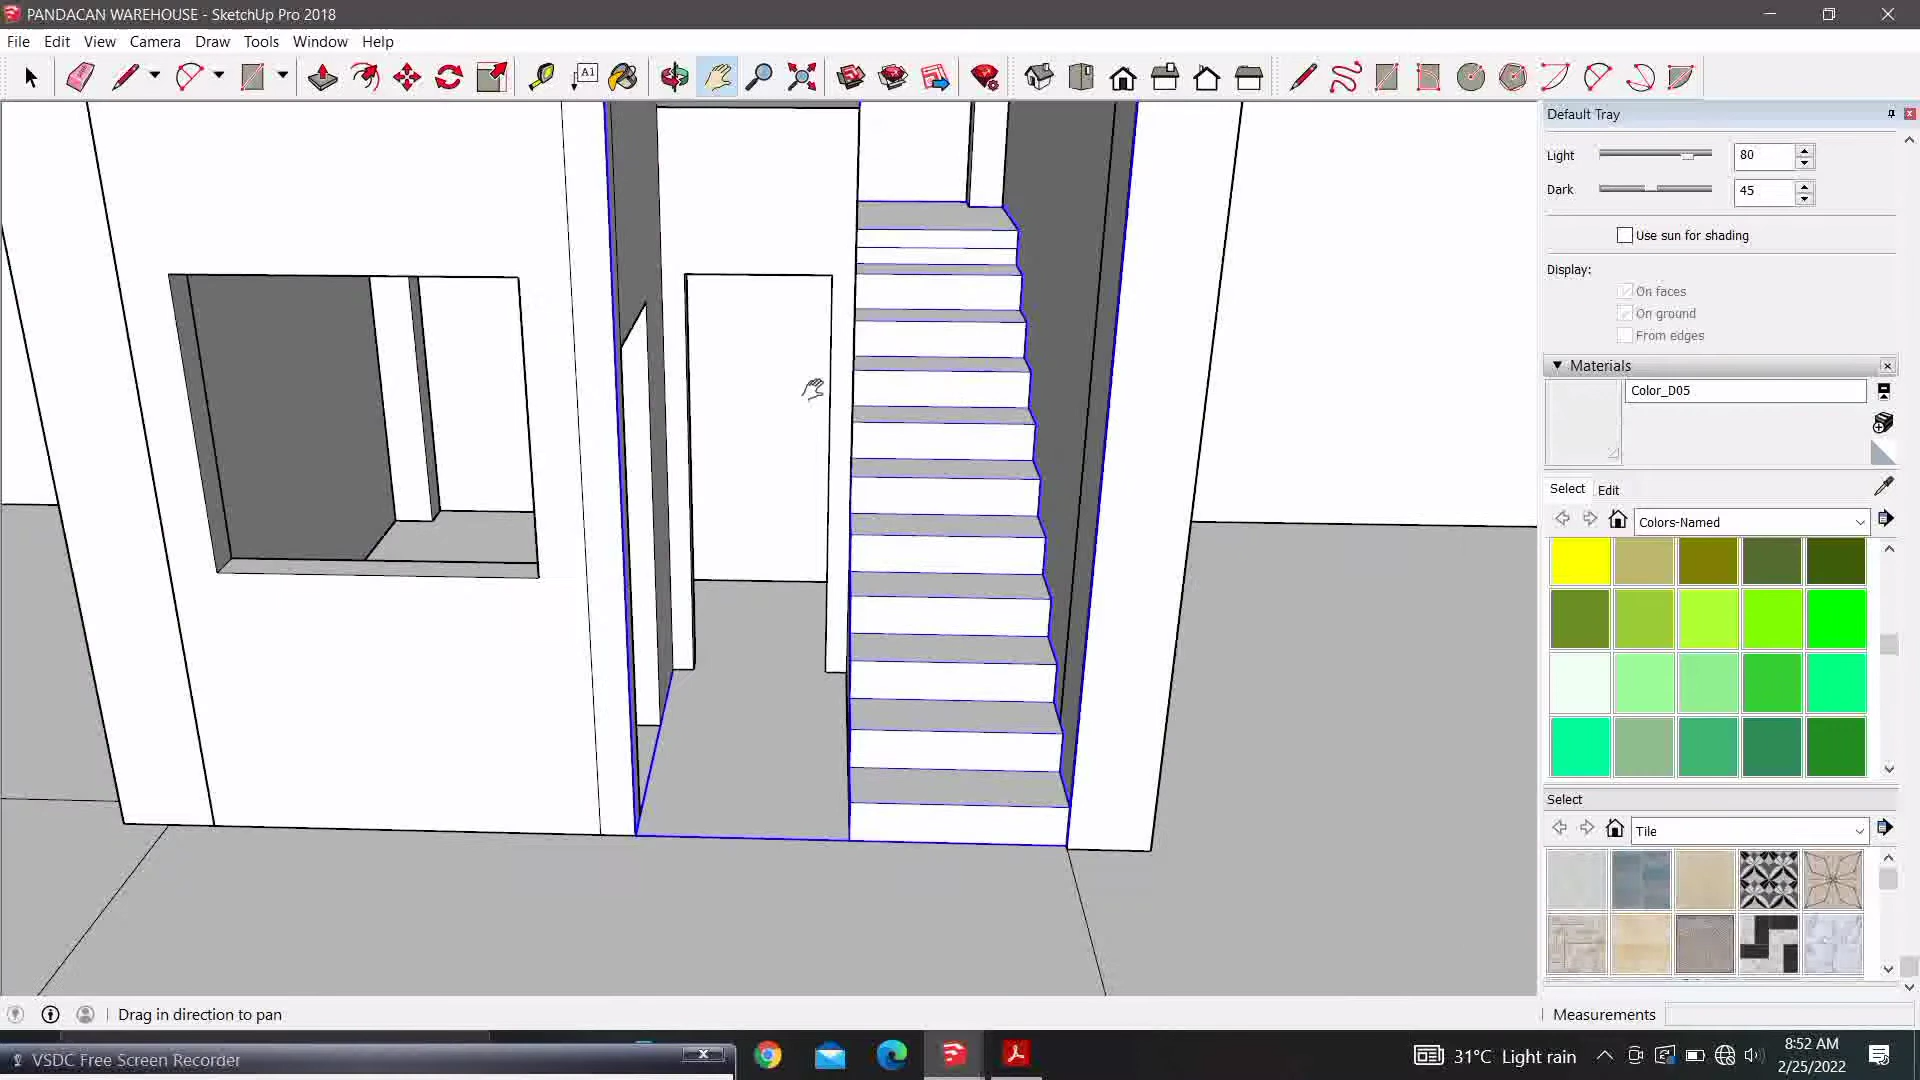 PANDACAN WAREHOUSE - SketchUp Pro 2018
File Edit View Camera Draw Tools Window Help
A1
Default Tray
Light 80
Dark 45
Use sun for shading
Display:
On faces
On ground
From edges
Materials
Color_D05
Select Edit
Colors-Named
Select
Tile
Drag in direction to pan
Measurements
VSDC Free Screen Recorder
31°C Light rain
8:52 AM
2/25/2022